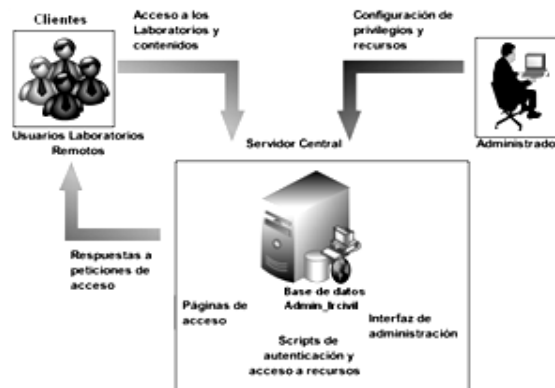 Clientes
Acceso a los
Laboratorios y
contenidos
Configuración de
privilegios y
recursos
Usuarios Laboratorios
Remotos
Administrado
Servidor Central
Respuestas a
peticiones de
acceso
Base de datos
Admin_lrcivil
Páginas de
acceso
Interfaz de
administración
Scripts de
autenticación y
acceso a recursos